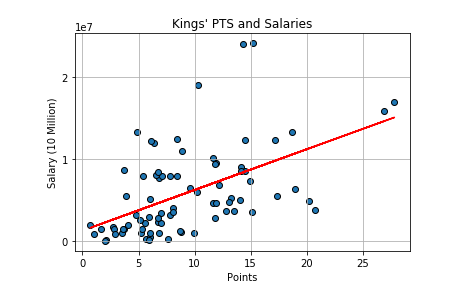 Kings' PTS and Salaries
1e7
Salary (10 Million)
2
1
0
0 5 10 15 20 25
Points